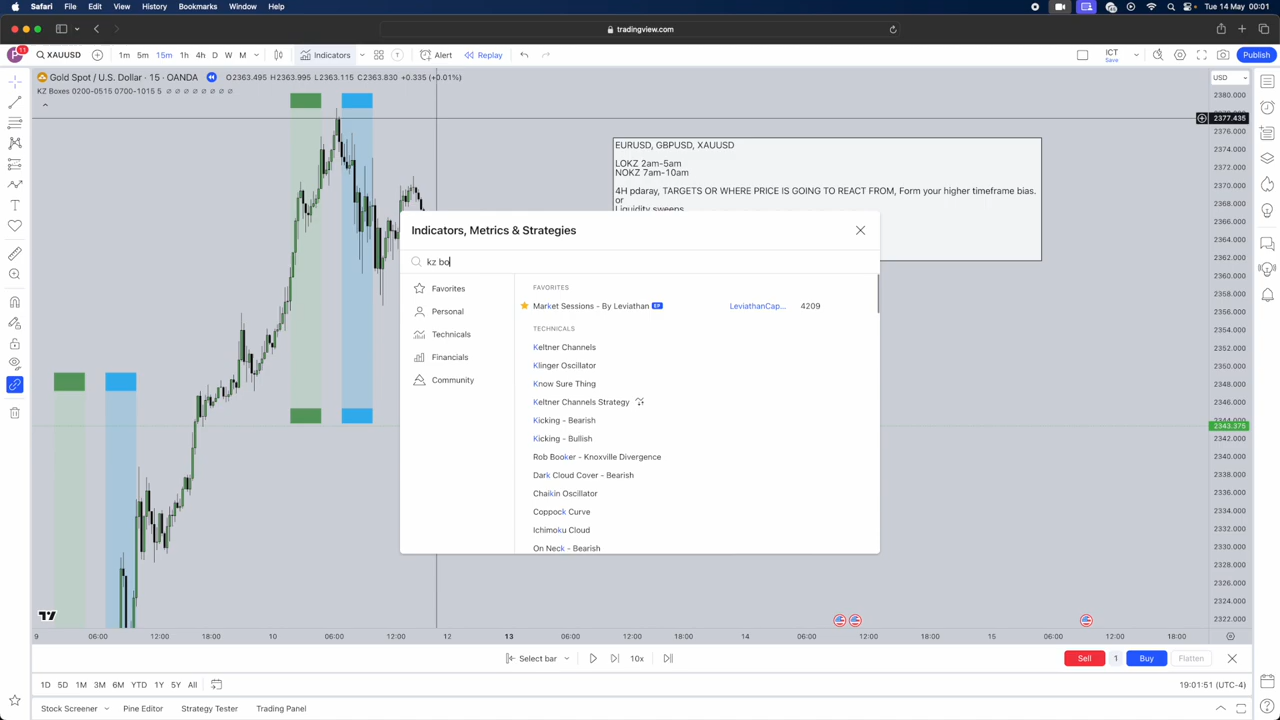 Safari File Edit View History Bookmarks Window Help Tue 14 May 00:01
tradingview.com
11
XAUUSD 1m 5m 15m 1h 4h D W M Indicators Alert Replay ICT Save Publish
Gold Spot / U.S. Dollar · 15 · OANDA O2363.495 H2363.995 L2363.115 C2363.830 +0.335 (+0.01%)
KZ Boxes 0200-0515 0700-1015 5
USD
2380.000
2377.435
2376.000
2374.000
2372.000
2370.000
2368.000
2366.000
2364.000
2362.000
2360.000
2358.000
2356.000
2354.000
2352.000
2350.000
2348.000
2346.000
2344.000
2343.375
2342.000
2340.000
2338.000
2336.000
2334.000
2332.000
2330.000
2328.000
2326.000
2324.000
2322.000
EURUSD, GBPUSD, XAUUSD
LOKZ 2am-5am
NOKZ 7am-10am
4H pdaray, TARGETS OR WHERE PRICE IS GOING TO REACT FROM, Form your higher timeframe bias.
or
Liquidity sweeps
Indicators, Metrics & Strategies
kz bo
Favorites
Personal
Technicals
Financials
Community
FAVORITES
Market Sessions - By Leviathan EP LeviathanCap... 4209
TECHNICALS
Keltner Channels
Klinger Oscillator
Know Sure Thing
Keltner Channels Strategy
Kicking - Bearish
Kicking - Bullish
Rob Booker - Knoxville Divergence
Dark Cloud Cover - Bearish
Chaikin Oscillator
Coppock Curve
Ichimoku Cloud
On Neck - Bearish
9 06:00 12:00 18:00 10 06:00 12:00 12 18:00 13 06:00 12:00 18:00 14 06:00 12:00 18:00 15 06:00 12:00 18:00
Select bar 10x Sell 1 Buy Flatten
1D 5D 1M 3M 6M YTD 1Y 5Y All 19:01:51 (UTC-4)
Stock Screener Pine Editor Strategy Tester Trading Panel